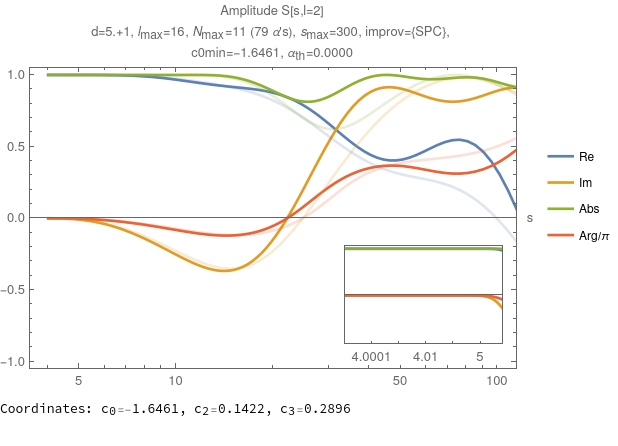 Amplitude S[s,l=2]
d=5.+1, lmax=16, Nmax=11 (79 α's), smax=300, improv={SPC},
c0min=−1.6461, αth=0.0000
1.0
0.5
0.0
−0.5
−1.0
5
10
50
100
s
4.0001
4.01
5
Re
Im
Abs
Arg/π
Coordinates: c0=-1.6461, c2=0.1422, c3=0.2896